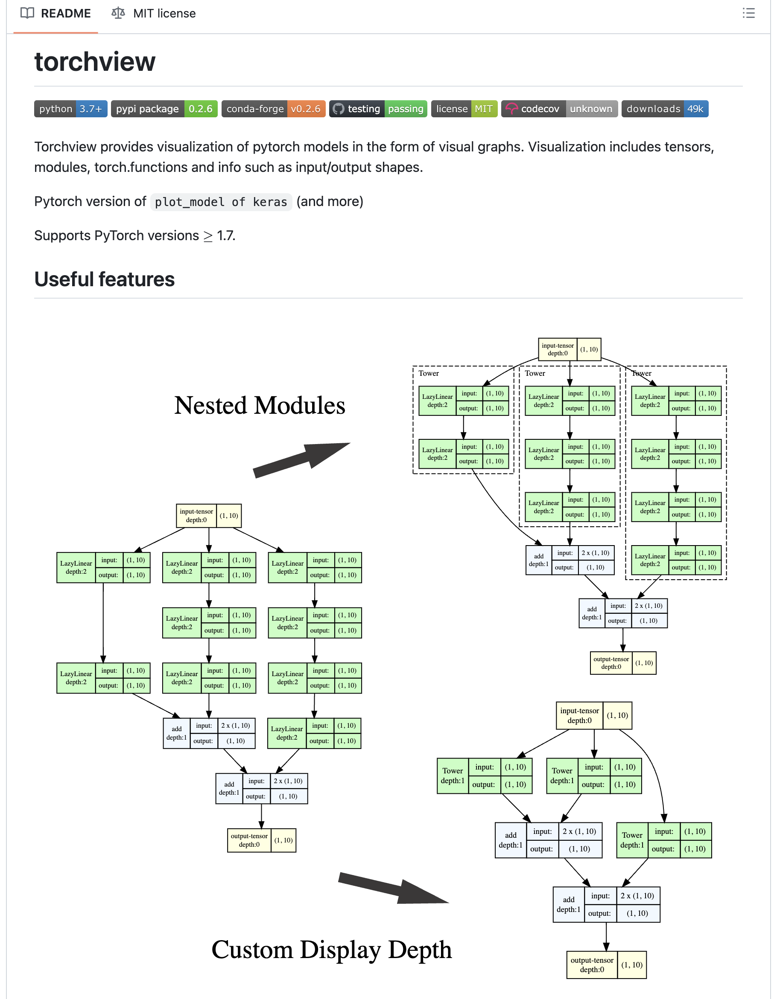 README MIT license
torchview
python 3.7+ pypi package 0.2.6 conda-forge v0.2.6 testing passing license MIT codecov unknown downloads 49k
Torchview provides visualization of pytorch models in the form of visual graphs. Visualization includes tensors,
modules, torch.functions and info such as input/output shapes.
Pytorch version of plot_model of keras (and more)
Supports PyTorch versions ≥ 1.7.
Useful features
Nested Modules
input-tensor
depth:0
(1, 10)
Tower
Tower
Tower
LazyLinear
depth:2
input: (1, 10)
output: (1, 10)
LazyLinear
depth:2
input: (1, 10)
output: (1, 10)
LazyLinear
depth:2
input: (1, 10)
output: (1, 10)
LazyLinear
depth:2
input: (1, 10)
output: (1, 10)
LazyLinear
depth:2
input: (1, 10)
output: (1, 10)
LazyLinear
depth:2
input: (1, 10)
output: (1, 10)
LazyLinear
depth:2
input: (1, 10)
output: (1, 10)
LazyLinear
depth:2
input: (1, 10)
output: (1, 10)
add
depth:1
input: 2 x (1, 10)
output: (1, 10)
LazyLinear
depth:2
input: (1, 10)
output: (1, 10)
add
depth:1
input: 2 x (1, 10)
output: (1, 10)
output-tensor
depth:0
(1, 10)
input-tensor
depth:0
(1, 10)
LazyLinear
depth:2
input: (1, 10)
output: (1, 10)
LazyLinear
depth:2
input: (1, 10)
output: (1, 10)
LazyLinear
depth:2
input: (1, 10)
output: (1, 10)
LazyLinear
depth:2
input: (1, 10)
output: (1, 10)
LazyLinear
depth:2
input: (1, 10)
output: (1, 10)
LazyLinear
depth:2
input: (1, 10)
output: (1, 10)
LazyLinear
depth:2
input: (1, 10)
output: (1, 10)
LazyLinear
depth:2
input: (1, 10)
output: (1, 10)
add
depth:1
input: 2 x (1, 10)
output: (1, 10)
LazyLinear
depth:2
input: (1, 10)
output: (1, 10)
add
depth:1
input: 2 x (1, 10)
output: (1, 10)
output-tensor
depth:0
(1, 10)
Custom Display Depth
input-tensor
depth:0
(1, 10)
Tower
depth:1
input: (1, 10)
output: (1, 10)
Tower
depth:1
input: (1, 10)
output: (1, 10)
add
depth:1
input: 2 x (1, 10)
output: (1, 10)
Tower
depth:1
input: (1, 10)
output: (1, 10)
add
depth:1
input: 2 x (1, 10)
output: (1, 10)
output-tensor
depth:0
(1, 10)